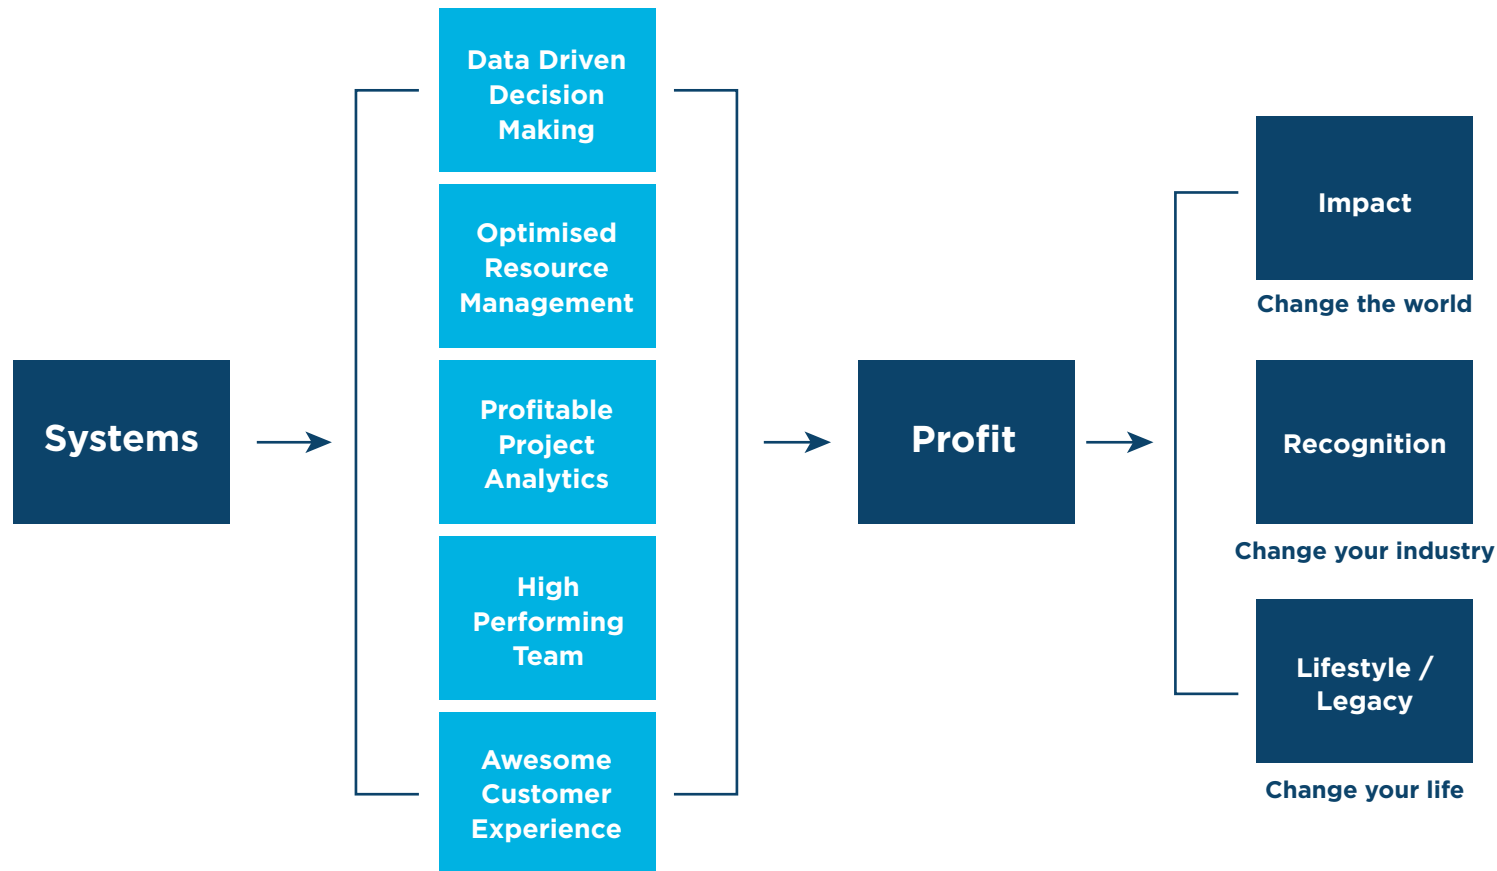 Systems
Data Driven
Decision
Making
Optimised
Resource
Management
Profitable
Project
Analytics
High
Performing
Team
Awesome
Customer
Experience
Profit
Impact
Change the world
Recognition
Change your industry
Lifestyle /
Legacy
Change your life